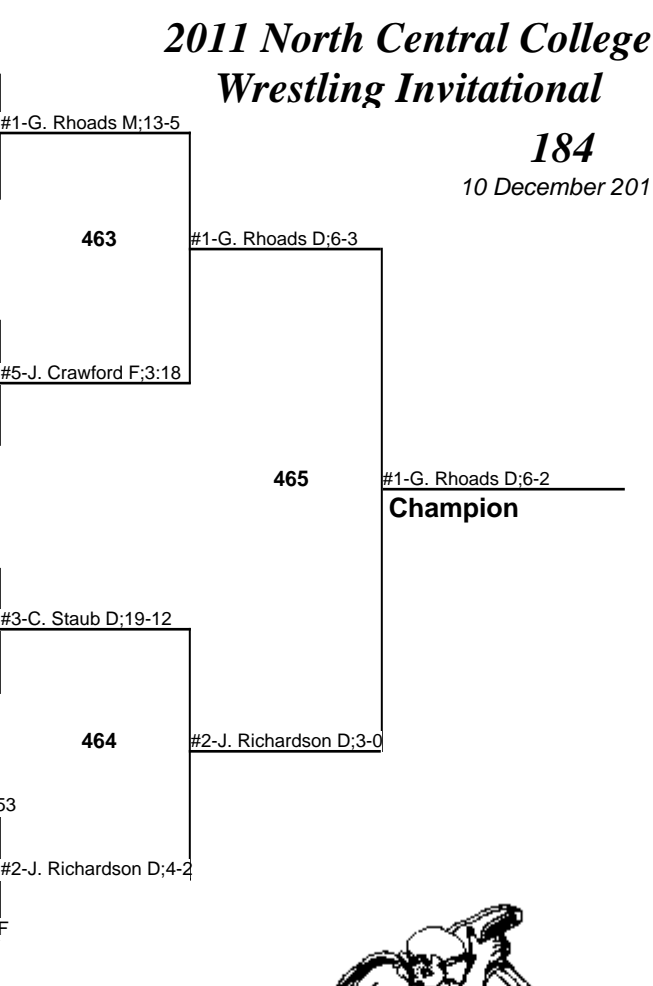 2011 North Central College
Wrestling Invitational
184
10 December 201
#1-G. Rhoads M;13-5
463
#1-G. Rhoads D;6-3
#5-J. Crawford F;3:18
465
#1-G. Rhoads D;6-2
Champion
#3-C. Staub D;19-12
464
#2-J. Richardson D;3-0
53
#2-J. Richardson D;4-2
F